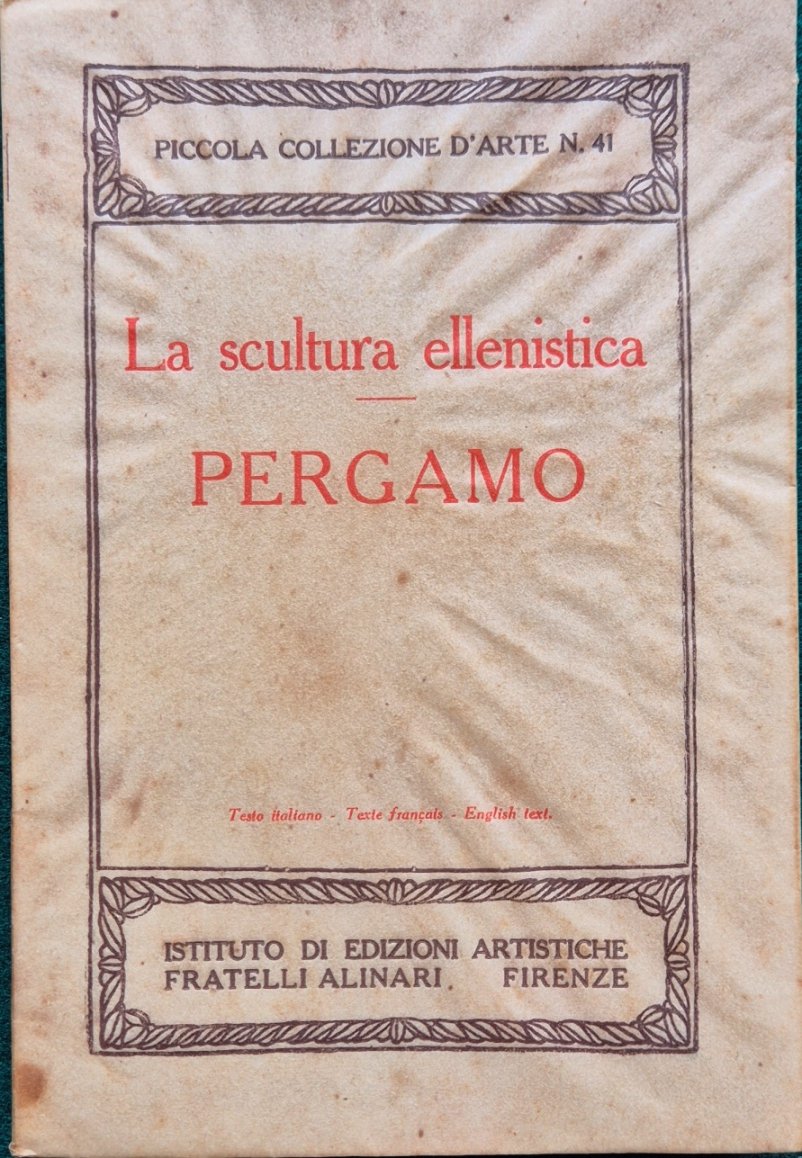 PICCOLA COLLEZIONE D'ARTE N. 41
La scultura ellenistica
PERGAMO
Testo italiano - Texte français - English text.
ISTITUTO DI EDIZIONI ARTISTICHE
FRATELLI ALINARI. FIRENZE